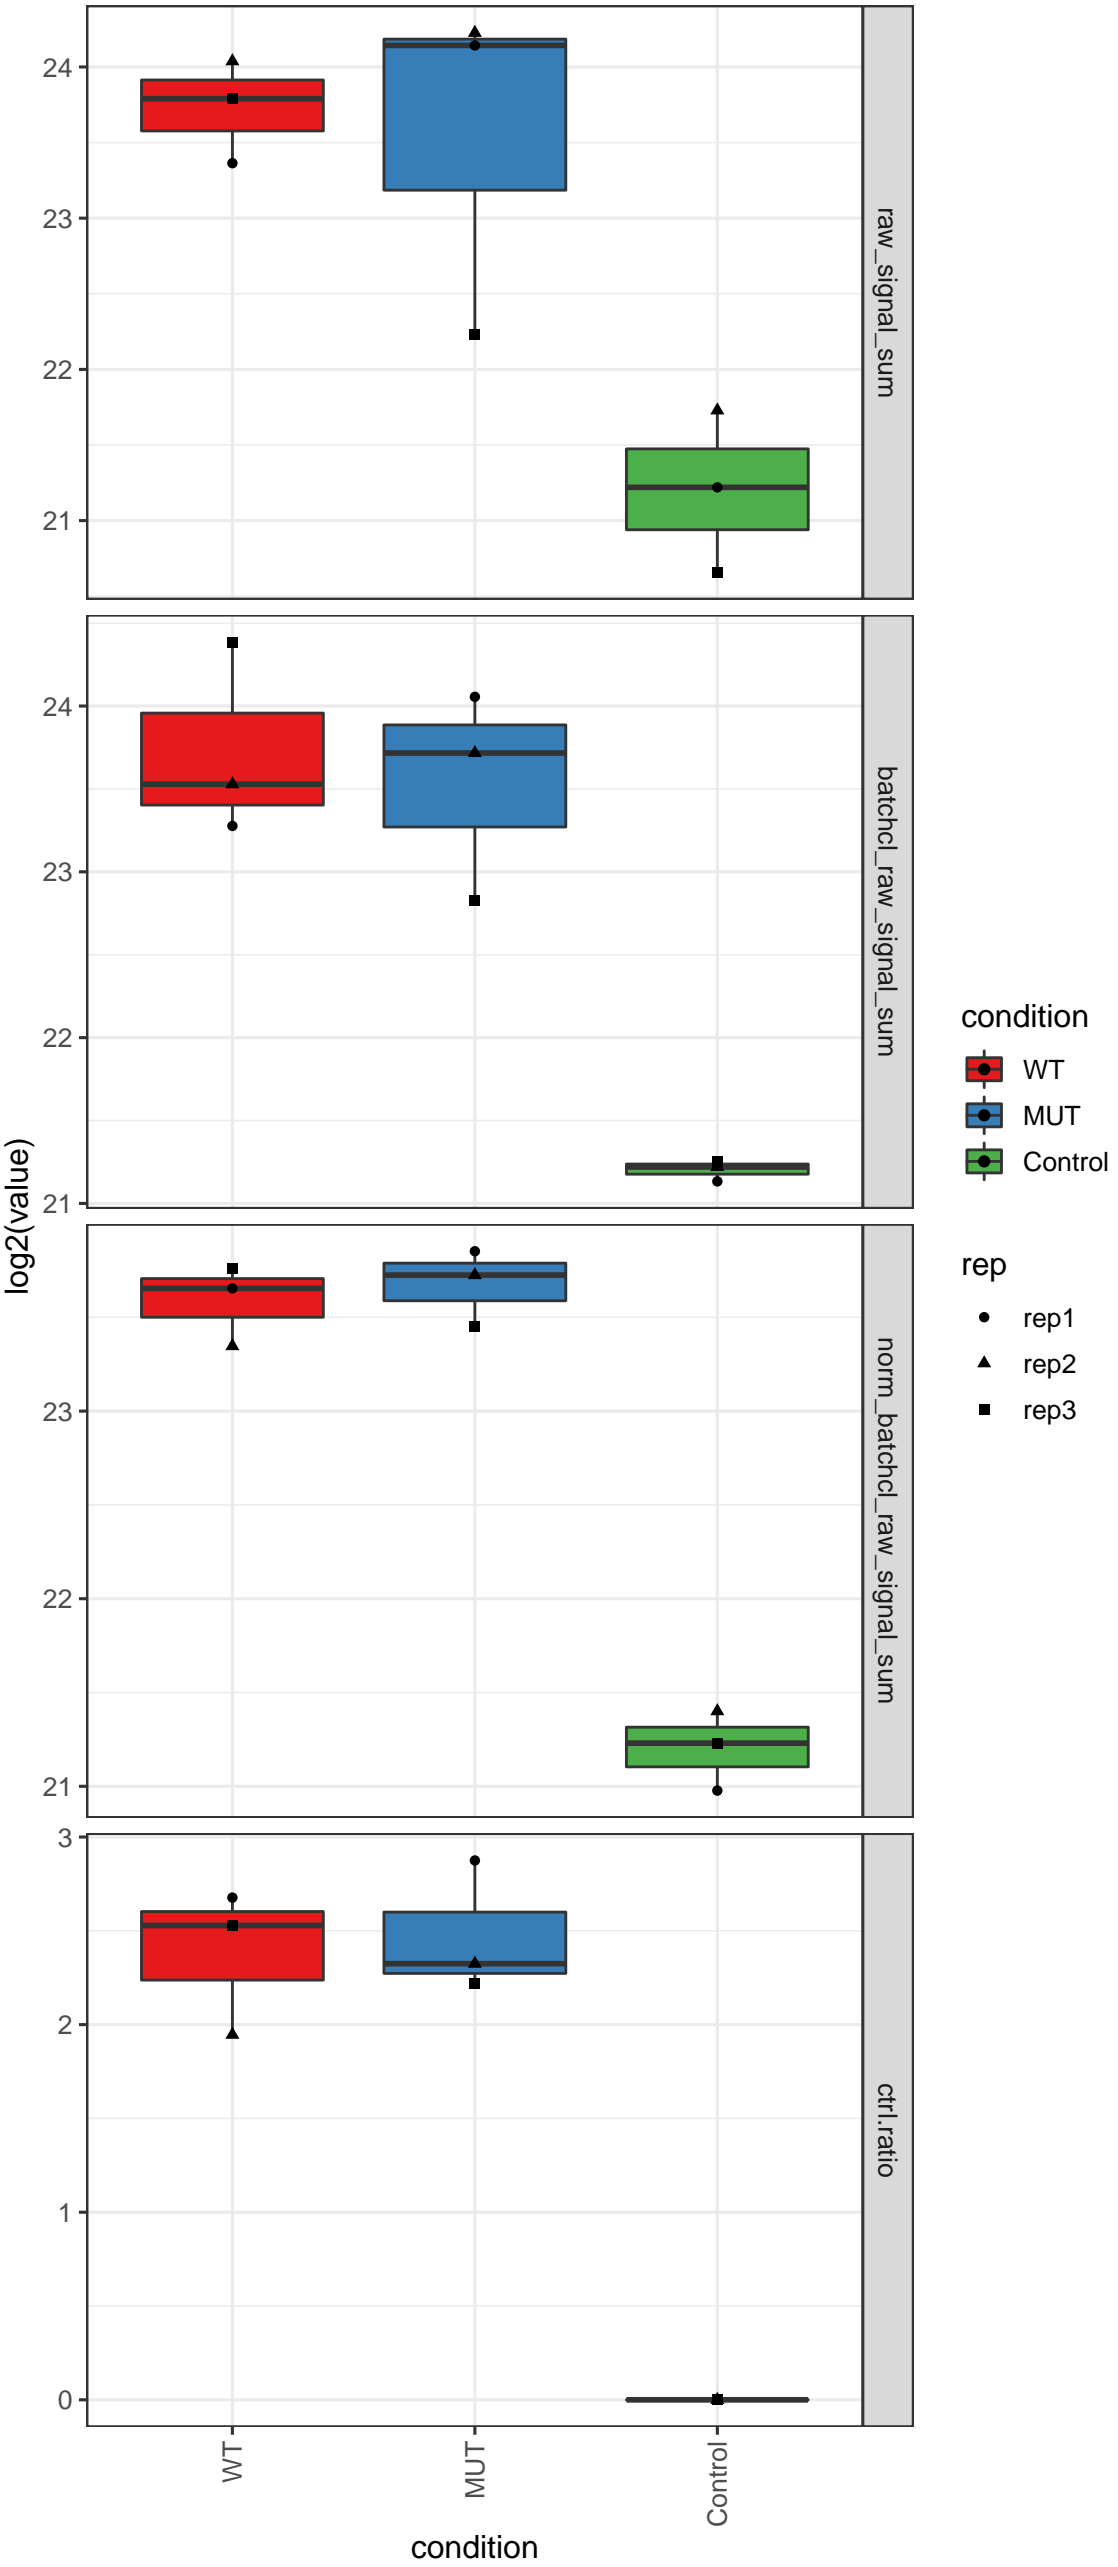 log2(value)
24
23
22
21
raw_signal_sum
24
23
22
21
batchcl_raw_signal_sum
23
22
21
norm_batchcl_raw_signal_sum
3
2
1
0
ctrl.ratio
WT
MUT
Control
condition
condition
WT
MUT
Control
rep
rep1
rep2
rep3